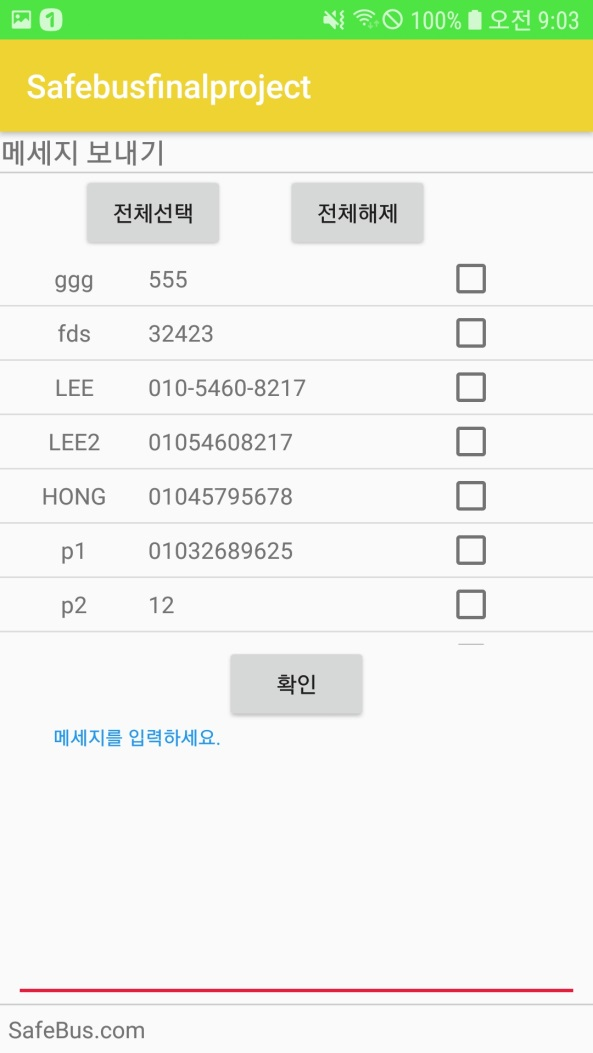 1 100% 오전 9:03
Safebusfinalproject
메세지 보내기
전체선택 전체해제
ggg 555
fds 32423
LEE 010-5460-8217
LEE2 01054608217
HONG 01045795678
p1 01032689625
p2 12
확인
메세지를 입력하세요.
SafeBus.com